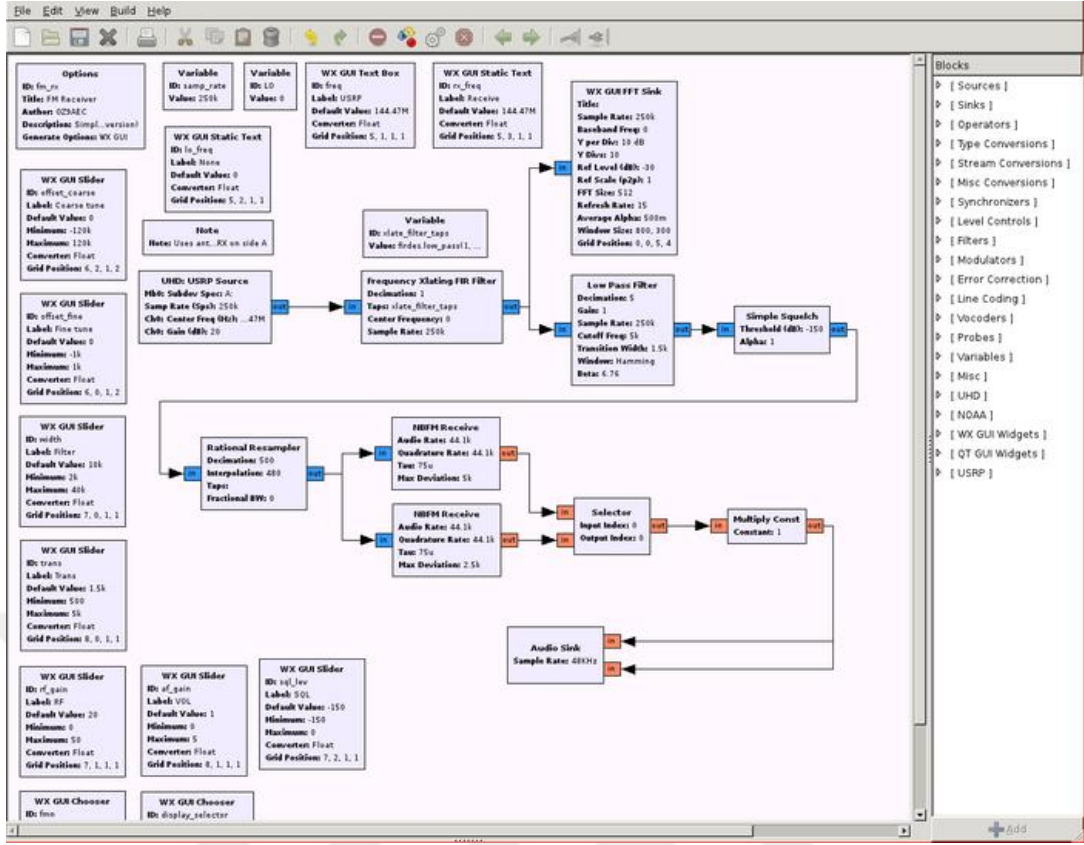 File Edit View Build Help
Options
ID: fm_rx
Title: FM Receiver
Author: OZ9AEC
Description: Simpl...version)
Generate Options: WX GUI
Variable
ID: samp_rate
Value: 250k
Variable
ID: LO
Value: 0
WX GUI Text Box
ID: freq
Label: USRP
Default Value: 144.47M
Converter: Float
Grid Position: 5, 1, 1, 1
WX GUI Static Text
ID: rx_freq
Label: Receive
Default Value: 144.47M
Converter: Float
Grid Position: 5, 3, 1, 1
WX GUI FFT Sink
Title:
Sample Rate: 250k
Baseband Freq: 0
Y per Div: 10 dB
Y Divs: 10
Ref Level (dB): -30
Ref Scale (p2p): 1
FFT Size: 512
Refresh Rate: 15
Average Alpha: 500m
Window Size: 800, 300
Grid Position: 0, 0, 5, 4
in
WX GUI Static Text
ID: lo_freq
Label: None
Default Value: 0
Converter: Float
Grid Position: 5, 2, 1, 1
WX GUI Slider
ID: offset_coarse
Label: Coarse tune
Default Value: 0
Minimum: -120k
Maximum: 120k
Converter: Float
Grid Position: 6, 2, 1, 2
Note
Note: Uses ant...RX on side A
Variable
ID: xlate_filter_taps
Value: firdes.low_pass(1, ...
UHD: USRP Source
Mb0: Subdev Spec: A:
Samp Rate (Sps): 250k
Ch0: Center Freq (Hz): ...47M
Ch0: Gain (dB): 20
out
in
Frequency Xlating FIR Filter
Decimation: 1
Taps: xlate_filter_taps
Center Frequency: 0
Sample Rate: 250k
out
in
Low Pass Filter
Decimation: 5
Gain: 1
Sample Rate: 250k
Cutoff Freq: 5k
Transition Width: 1.5k
Window: Hamming
Beta: 6.76
out
in
Simple Squelch
Threshold (dB): -150
Alpha: 1
out
WX GUI Slider
ID: offset_fine
Label: Fine tune
Default Value: 0
Minimum: -1k
Maximum: 1k
Converter: Float
Grid Position: 6, 0, 1, 2
WX GUI Slider
ID: width
Label: Filter
Default Value: 10k
Minimum: 2k
Maximum: 40k
Converter: Float
Grid Position: 7, 0, 1, 1
in
Rational Resampler
Decimation: 500
Interpolation: 480
Taps:
Fractional BW: 0
out
in
NBFM Receive
Audio Rate: 44.1k
Quadrature Rate: 44.1k
Tau: 75u
Max Deviation: 5k
out
in
NBFM Receive
Audio Rate: 44.1k
Quadrature Rate: 44.1k
Tau: 75u
Max Deviation: 2.5k
out
in
in
Selector
Input Index: 0
Output Index: 0
out
in
Multiply Const
Constant: 1
out
Audio Sink
Sample Rate: 48KHz
in
in
WX GUI Slider
ID: trans
Label: Trans
Default Value: 1.5k
Minimum: 500
Maximum: 5k
Converter: Float
Grid Position: 8, 0, 1, 1
WX GUI Slider
ID: rf_gain
Label: RF
Default Value: 20
Minimum: 0
Maximum: 50
Converter: Float
Grid Position: 7, 1, 1, 1
WX GUI Slider
ID: af_gain
Label: VOL
Default Value: 1
Minimum: 0
Maximum: 5
Converter: Float
Grid Position: 8, 1, 1, 1
WX GUI Slider
ID: sql_lev
Label: SQL
Default Value: -150
Minimum: -150
Maximum: 0
Converter: Float
Grid Position: 7, 2, 1, 1
WX GUI Chooser
ID: fmo
WX GUI Chooser
ID: display_selector
Blocks
[ Sources ]
[ Sinks ]
[ Operators ]
[ Type Conversions ]
[ Stream Conversions ]
[ Misc Conversions ]
[ Synchronizers ]
[ Level Controls ]
[ Filters ]
[ Modulators ]
[ Error Correction ]
[ Line Coding ]
[ Vocoders ]
[ Probes ]
[ Variables ]
[ Misc ]
[ UHD ]
[ NOAA ]
[ WX GUI Widgets ]
[ QT GUI Widgets ]
[ USRP ]
Add